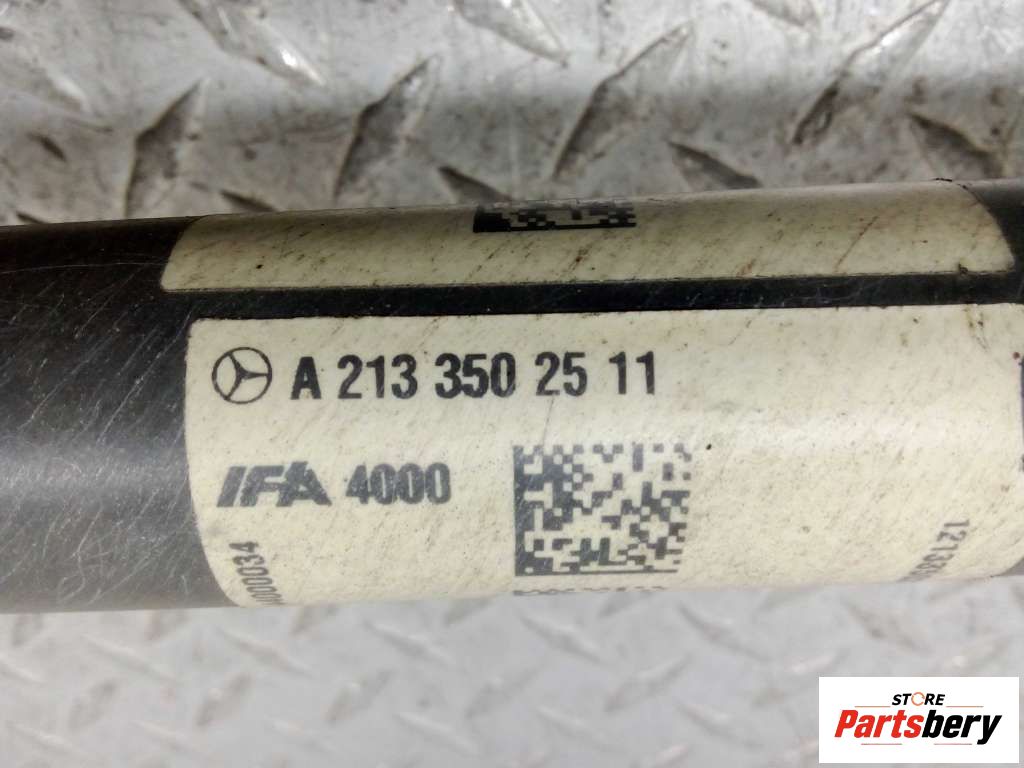 A 213 350 25 11
IFA 4000
STORE
Partsbery